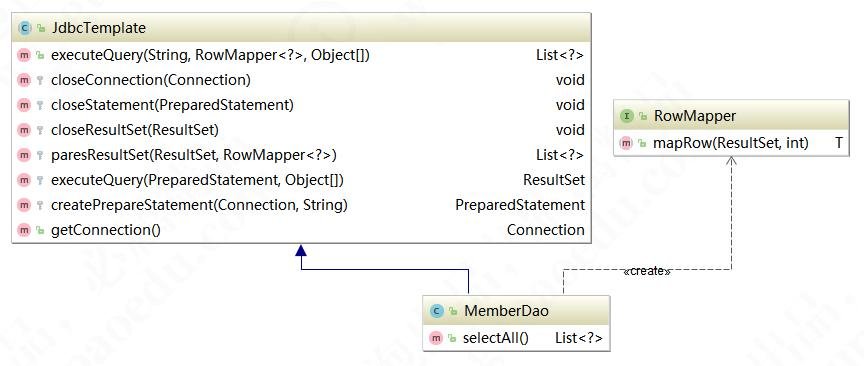 JdbcTemplate
executeQuery(String, RowMapper<?>, Object[]) List<?>
closeConnection(Connection) void
closeStatement(PreparedStatement) void
closeResultSet(ResultSet) void
paresResultSet(ResultSet, RowMapper<?>) List<?>
executeQuery(PreparedStatement, Object[]) ResultSet
createPrepareStatement(Connection, String) PreparedStatement
getConnection() Connection
RowMapper
mapRow(ResultSet, int) T
«create»
MemberDao
selectAll() List<?>